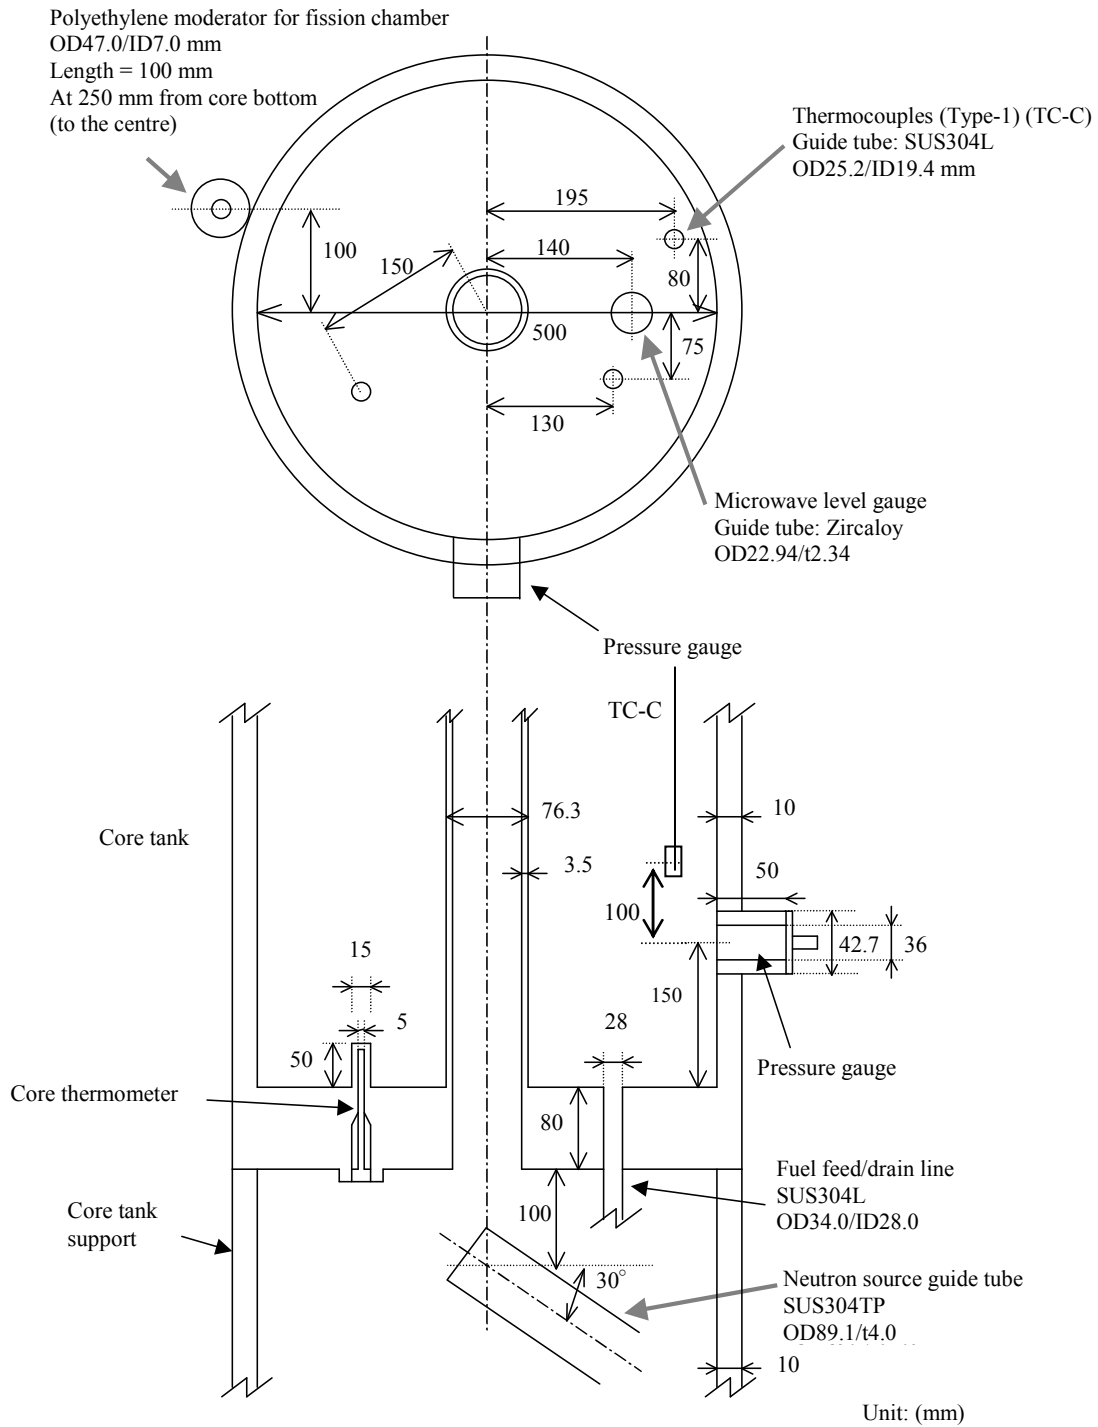 Polyethylene moderator for fission chamber
OD47.0/ID7.0 mm
Length = 100 mm
At 250 mm from core bottom
(to the centre)
Thermocouples (Type-1) (TC-C)
Guide tube: SUS304L
OD25.2/ID19.4 mm
195
100
140
150
80
500
75
130
Microwave level gauge
Guide tube: Zircaloy
OD22.94/t2.34
Pressure gauge
TC-C
76.3
10
Core tank
3.5
50
100
42.7
36
15
150
5
28
50
Pressure gauge
Core thermometer
80
Fuel feed/drain line
SUS304L
OD34.0/ID28.0
100
Core tank
support
30°
Neutron source guide tube
SUS304TP
OD89.1/t4.0
10
Unit: (mm)